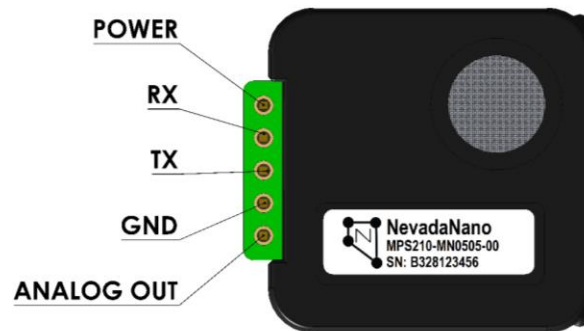 POWER
RX
TX
GND
ANALOG OUT
N
NevadaNano
MPS210-MN0505-00
SN: B328123456